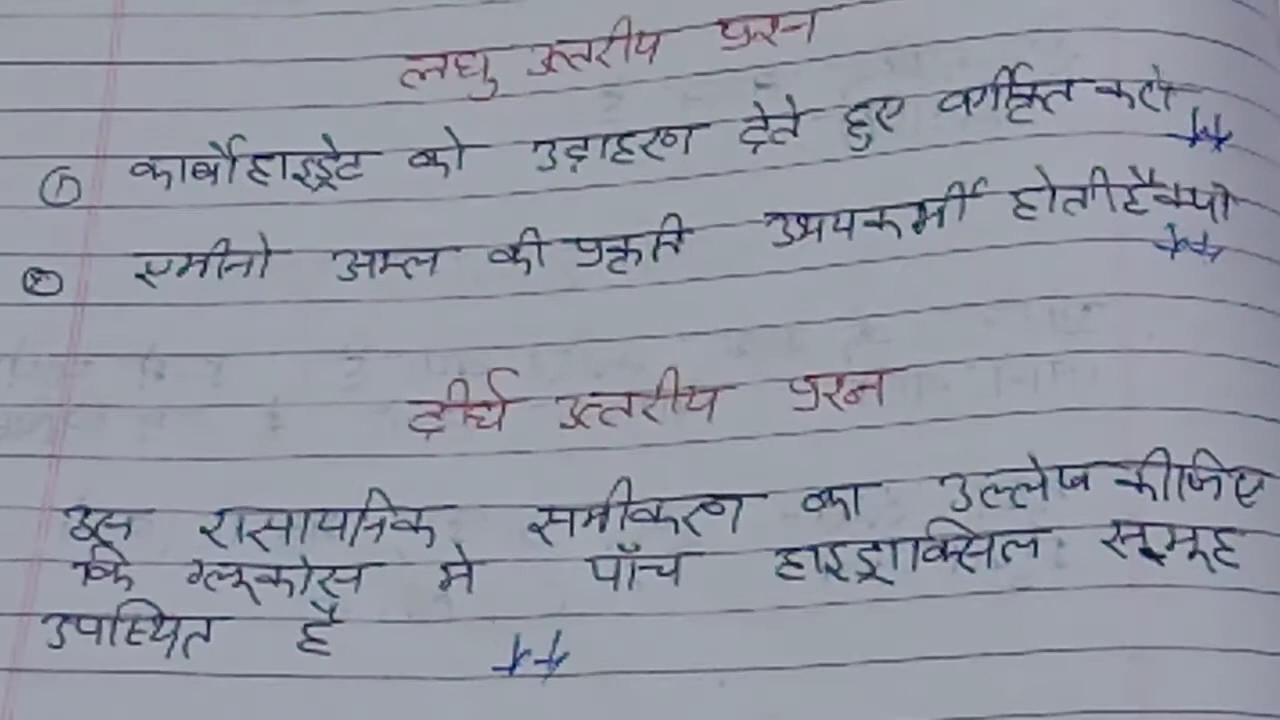 लघु उत्तरीय प्रश्न
① कार्बोहाइड्रेट को उदाहरण देते हुए वर्गीकृत करो
② एमीनो अम्ल की प्रकृति उभयकर्मी होती है क्यो
दीर्घ उत्तरीय प्रश्न
उस रासायनिक समीकरण का उल्लेख कीजिए
कि ग्लूकोस मे पाँच हाइड्राक्सिल समूह
उपस्थित है